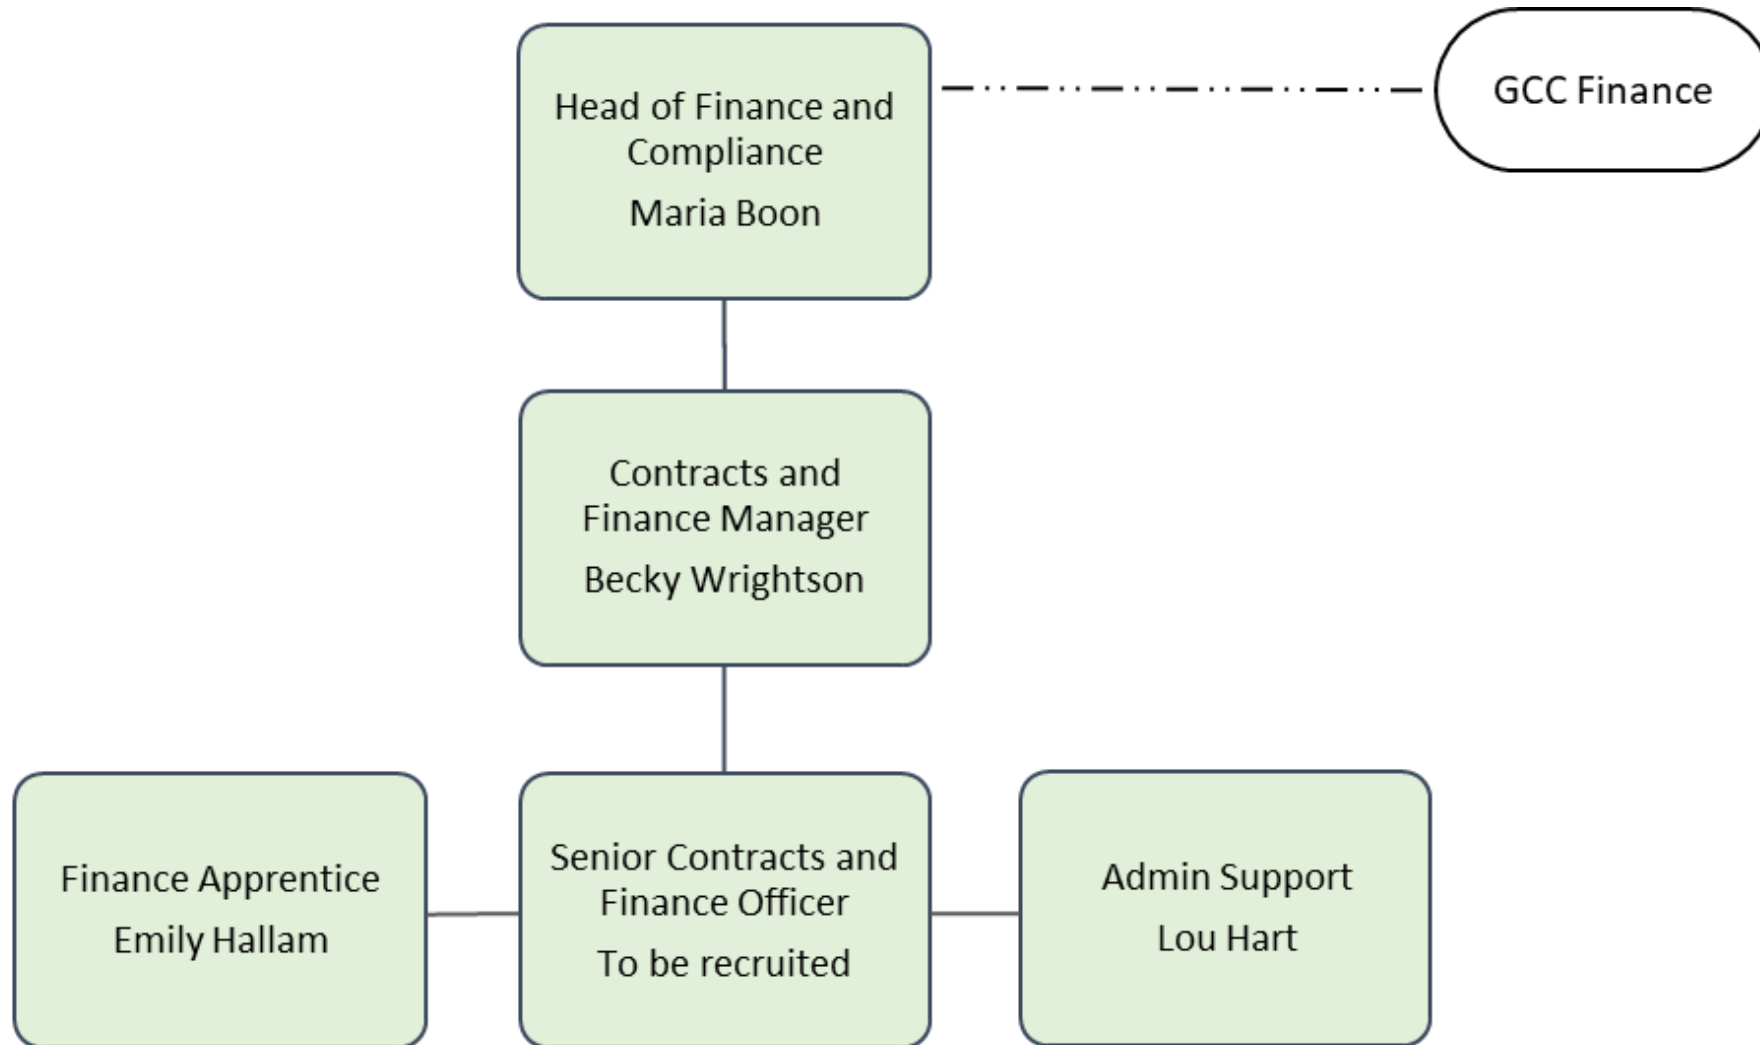 Head of Finance and
Compliance
Maria Boon
GCC Finance
Contracts and
Finance Manager
Becky Wrightson
Finance Apprentice
Emily Hallam
Senior Contracts and
Finance Officer
To be recruited
Admin Support
Lou Hart